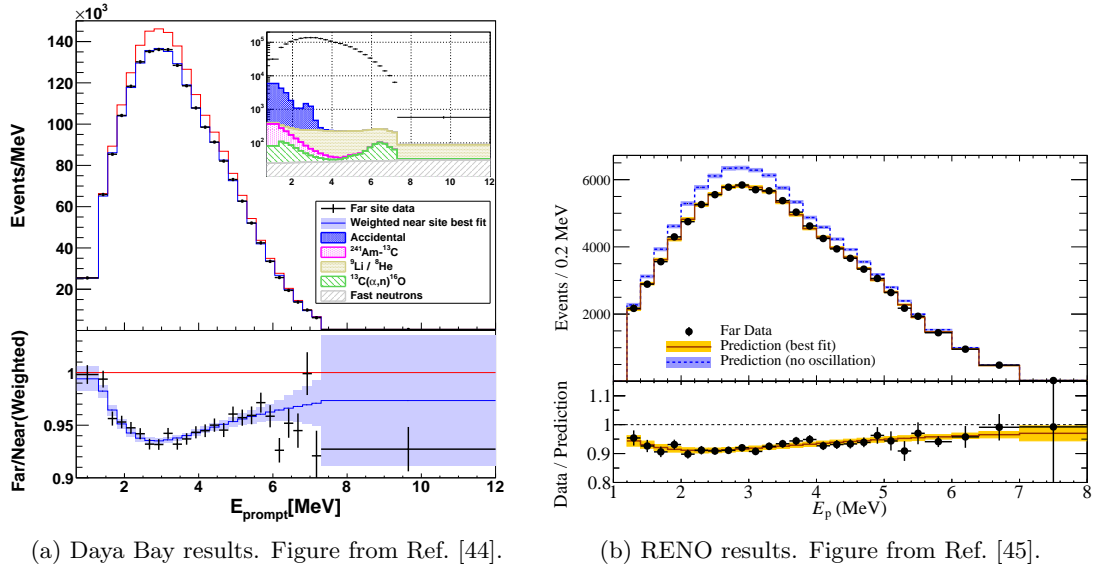 ×10³
140
120
100
80
60
40
20
Events/MeV
10⁵
10⁴
10³
10²
2 4 6 8 10 12
Far site data
Weighted near site best fit
Accidental
²⁴¹Am-¹³C
⁹Li / ⁸He
¹³C(α,n)¹⁶O
Fast neutrons
Far/Near(Weighted)
1
0.95
0.9
2 4 6 8 10 12
E_prompt[MeV]
(a) Daya Bay results. Figure from Ref. [44].
6000
4000
2000
Events / 0.2 MeV
Far Data
Prediction (best fit)
Prediction (no oscillation)
Data / Prediction
1.1
1
0.9
0.8
1 2 3 4 5 6 7 8
E_p (MeV)
(b) RENO results. Figure from Ref. [45].